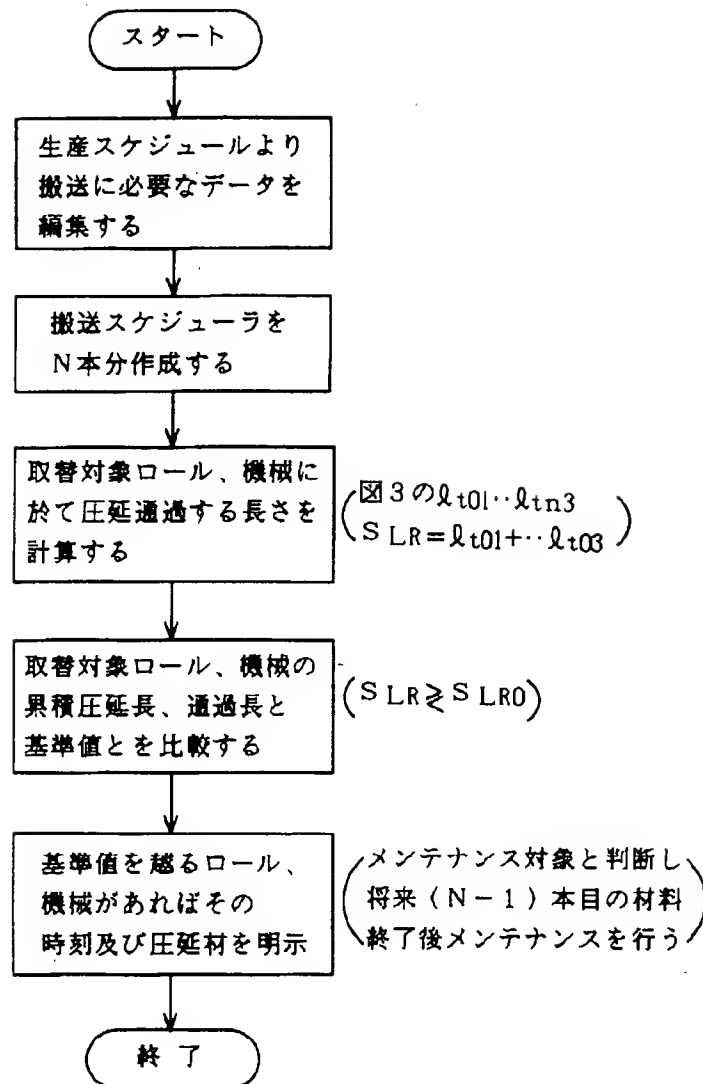 スタート
生産スケジュールより
搬送に必要なデータを
編集する
搬送スケジューラを
N本分作成する
取替対象ロール、機械に
於て圧延通過する長さを
計算する
(図3のℓt01‥ℓtn3
SLR=ℓt01+‥ℓt03)
取替対象ロール、機械の
累積圧延長、通過長と
基準値とを比較する
(SLR≷SLR0)
基準値を越るロール、
機械があればその
時刻及び圧延材を明示
(メンテナンス対象と判断し
将来(N-1)本目の材料
終了後メンテナンスを行う)
終了